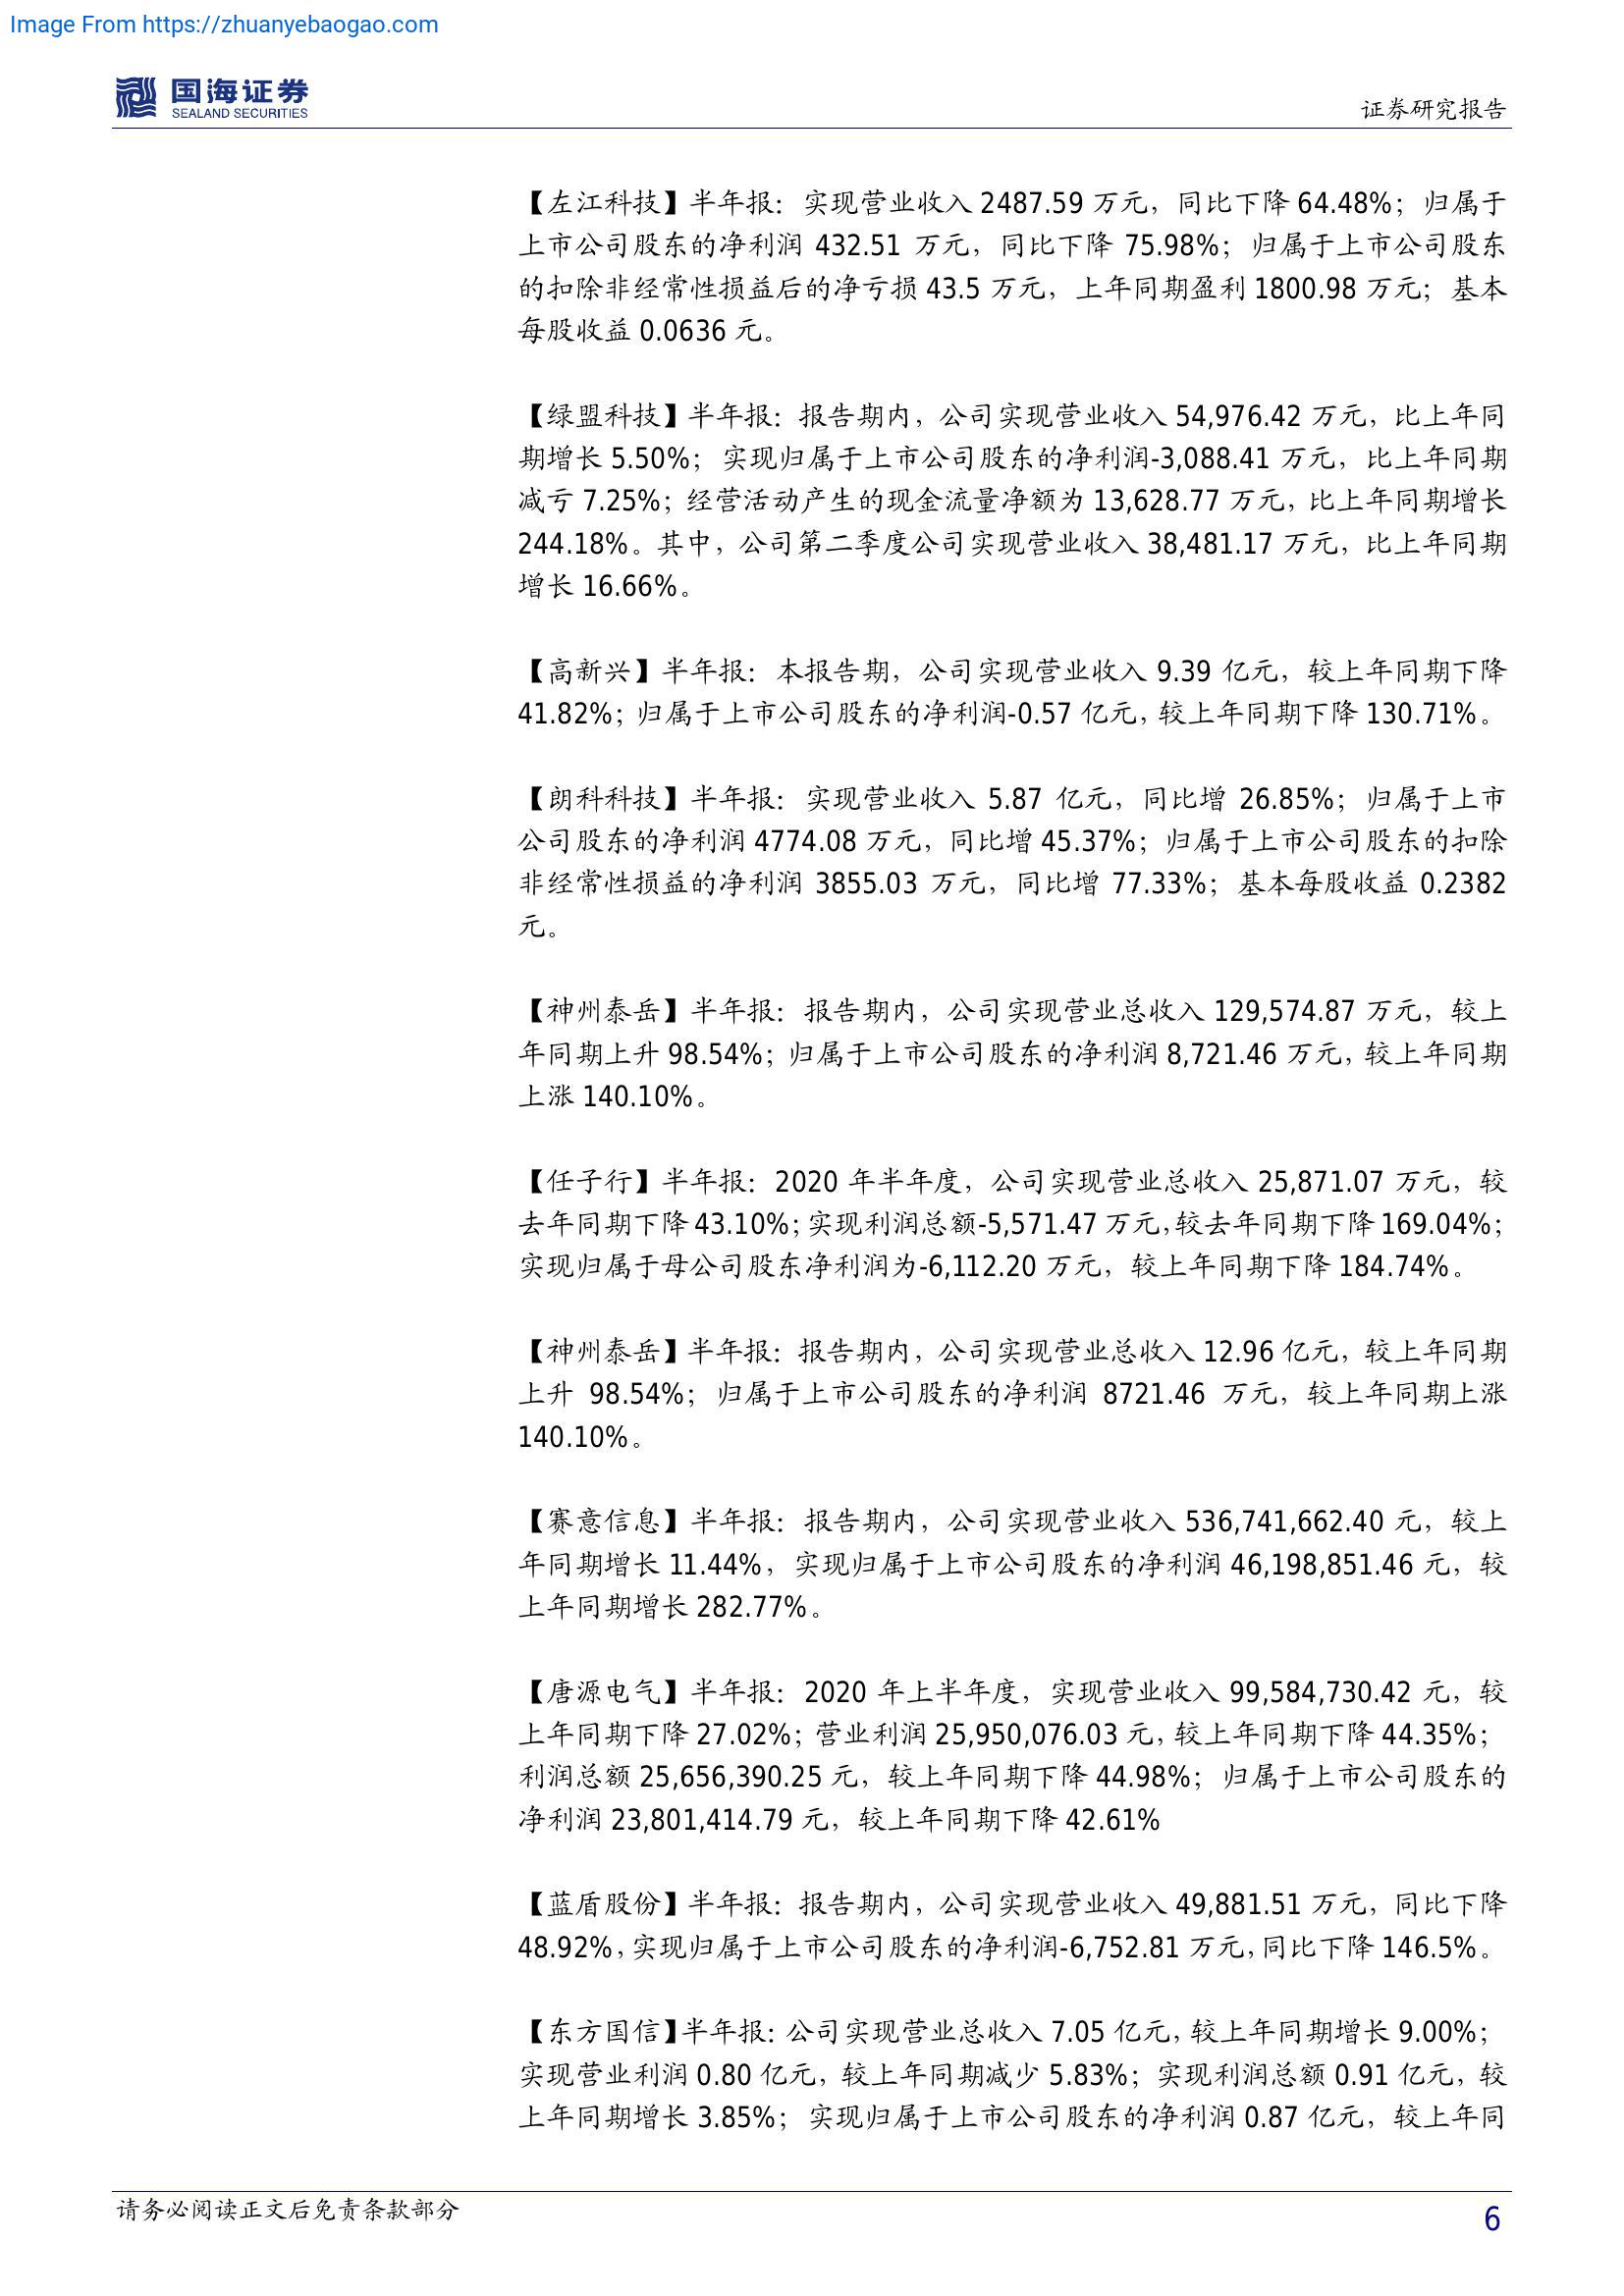 Image From https://zhuanyebaogao.com
国海证券
SEALAND SECURITIES
证券研究报告
【左江科技】半年报：实现营业收入 2487.59 万元，同比下降 64.48%；归属于
上市公司股东的净利润 432.51 万元，同比下降 75.98%；归属于上市公司股东
的扣除非经常性损益后的净亏损 43.5 万元，上年同期盈利 1800.98 万元；基本
每股收益 0.0636 元。
【绿盟科技】半年报：报告期内，公司实现营业收入 54,976.42 万元，比上年同
期增长 5.50%；实现归属于上市公司股东的净利润-3,088.41 万元，比上年同期
减亏 7.25%；经营活动产生的现金流量净额为 13,628.77 万元，比上年同期增长
244.18%。其中，公司第二季度公司实现营业收入 38,481.17 万元，比上年同期
增长 16.66%。
【高新兴】半年报：本报告期，公司实现营业收入 9.39 亿元，较上年同期下降
41.82%；归属于上市公司股东的净利润-0.57 亿元，较上年同期下降 130.71%。
【朗科科技】半年报：实现营业收入 5.87 亿元，同比增 26.85%；归属于上市
公司股东的净利润 4774.08 万元，同比增 45.37%；归属于上市公司股东的扣除
非经常性损益的净利润 3855.03 万元，同比增 77.33%；基本每股收益 0.2382
元。
【神州泰岳】半年报：报告期内，公司实现营业总收入 129,574.87 万元，较上
年同期上升 98.54%；归属于上市公司股东的净利润 8,721.46 万元，较上年同期
上涨 140.10%。
【任子行】半年报：2020 年半年度，公司实现营业总收入 25,871.07 万元，较
去年同期下降 43.10%；实现利润总额-5,571.47 万元，较去年同期下降 169.04%；
实现归属于母公司股东净利润为-6,112.20 万元，较上年同期下降 184.74%。
【神州泰岳】半年报：报告期内，公司实现营业总收入 12.96 亿元，较上年同期
上升 98.54%；归属于上市公司股东的净利润 8721.46 万元，较上年同期上涨
140.10%。
【赛意信息】半年报：报告期内，公司实现营业收入 536,741,662.40 元，较上
年同期增长 11.44%，实现归属于上市公司股东的净利润 46,198,851.46 元，较
上年同期增长 282.77%。
【唐源电气】半年报：2020 年上半年度，实现营业收入 99,584,730.42 元，较
上年同期下降 27.02%；营业利润 25,950,076.03 元，较上年同期下降 44.35%；
利润总额 25,656,390.25 元，较上年同期下降 44.98%；归属于上市公司股东的
净利润 23,801,414.79 元，较上年同期下降 42.61%
【蓝盾股份】半年报：报告期内，公司实现营业收入 49,881.51 万元，同比下降
48.92%，实现归属于上市公司股东的净利润-6,752.81 万元，同比下降 146.5%。
【东方国信】半年报：公司实现营业总收入 7.05 亿元，较上年同期增长 9.00%；
实现营业利润 0.80 亿元，较上年同期减少 5.83%；实现利润总额 0.91 亿元，较
上年同期增长 3.85%；实现归属于上市公司股东的净利润 0.87 亿元，较上年同
请务必阅读正文后免责条款部分
6